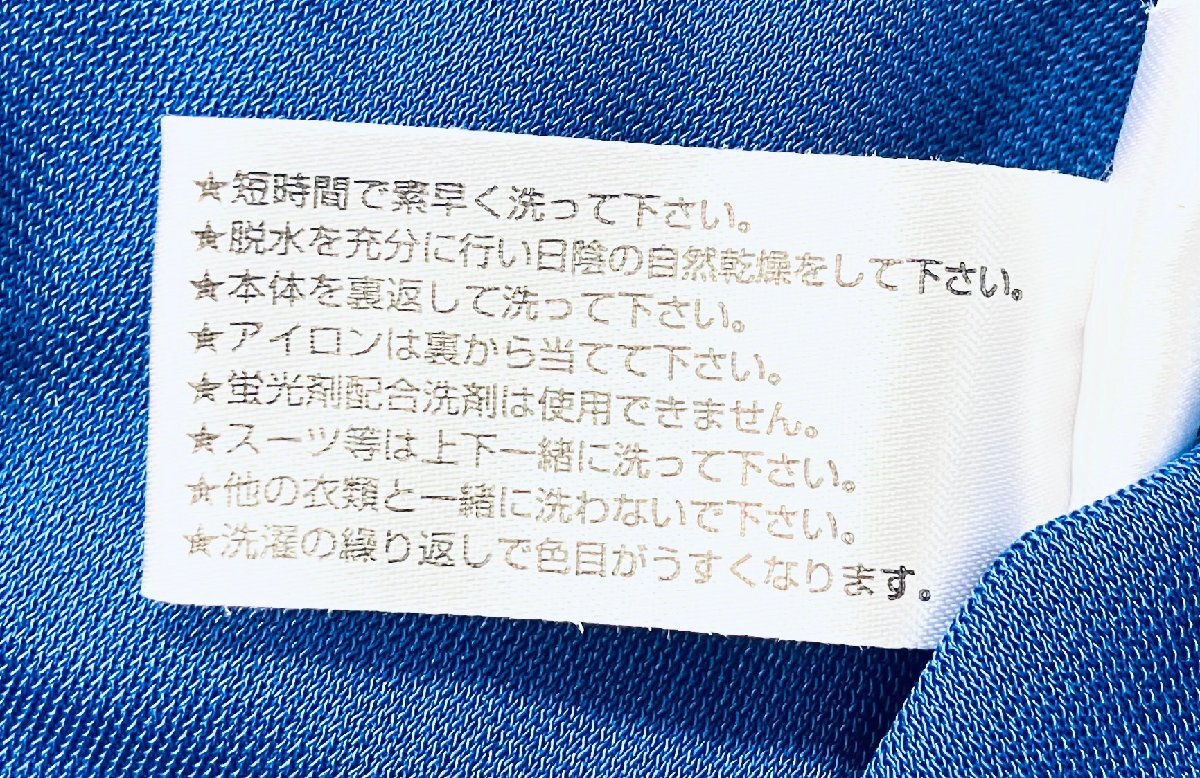 ★短時間で素早く洗って下さい。
★脱水を充分に行い日陰の自然乾燥をして下さい。
★本体を裏返して洗って下さい。
★アイロンは裏から当てて下さい。
★蛍光剤配合洗剤は使用できません。
★スーツ等は上下一緒に洗って下さい。
★他の衣類と一緒に洗わないで下さい。
★洗濯の繰り返しで色目がうすくなります。